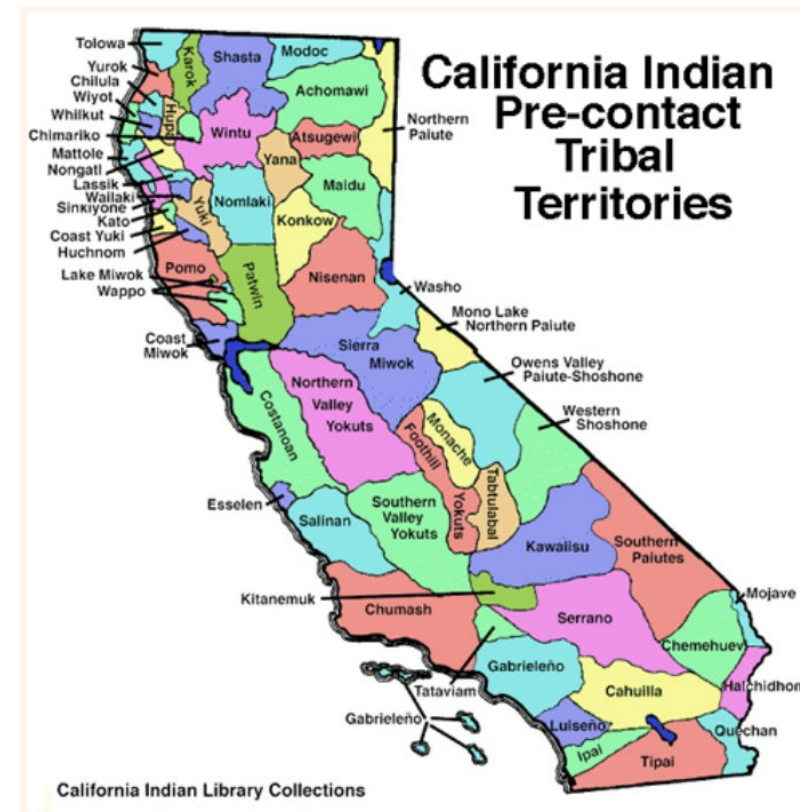 California Indian
Pre-contact
Tribal
Territories
Tolowa
Yurok
Chilula
Wiyot
Whilkut
Chimariko
Mattole
Nongatl
Lassik
Wailaki
Sinkiyone
Kato
Coast Yuki
Huchnom
Lake Miwok
Wappo
Coast
Miwok
Karok
Shasta
Modoc
Achomawi
Hupa
Wintu
Atsugewi
Northern
Paiute
Yana
Maidu
Yuki
Nomlaki
Konkow
Pomo
Patwin
Nisenan
Washo
Mono Lake
Northern Paiute
Sierra
Miwok
Owens Valley
Paiute-Shoshone
Western
Shoshone
Costanoan
Northern
Valley
Yokuts
Foothill
Yokuts
Monache
Tabtulabal
Esselen
Salinan
Southern
Valley
Yokuts
Kawaiisu
Southern
Paiutes
Kitanemuk
Chumash
Serrano
Mojave
Chemehuevi
Tataviam
Gabrieleño
Cahuilla
Halchidhom
Gabrieleño
Luiseño
Quechan
Ipai
Tipai
California Indian Library Collections